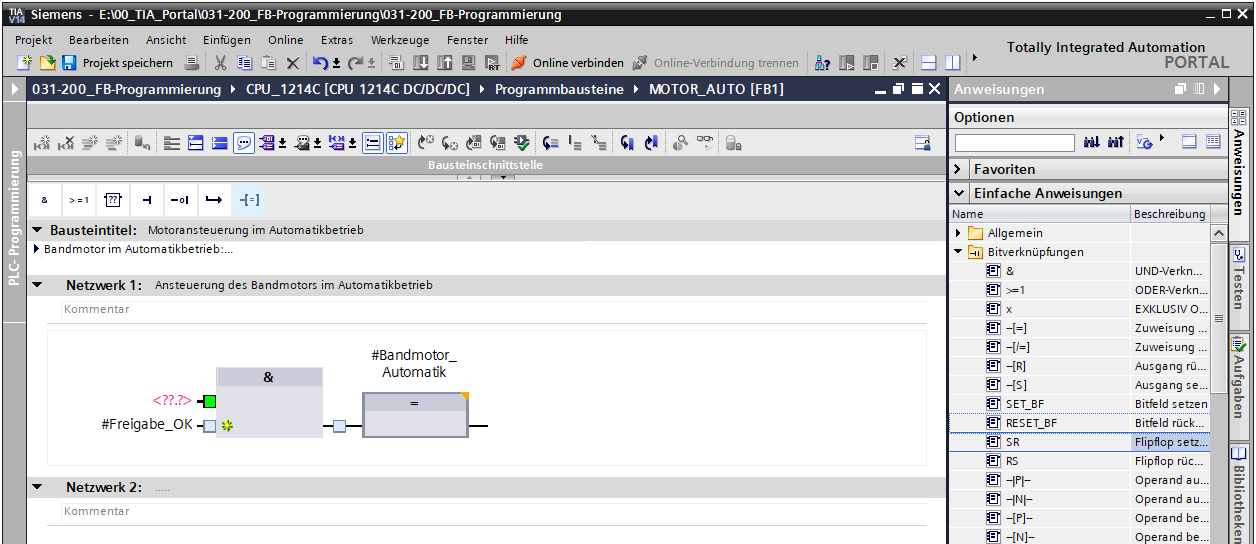 TIA V14 Siemens - E:\00_TIA_Portal\031-200_FB-Programmierung\031-200_FB-Programmierung
Projekt Bearbeiten Ansicht Einfügen Online Extras Werkzeuge Fenster Hilfe
Totally Integrated Automation
PORTAL
Projekt speichern Online verbinden Online-Verbindung trennen
031-200_FB-Programmierung CPU_1214C [CPU 1214C DC/DC/DC] Programmbausteine MOTOR_AUTO [FB1]
Bausteinschnittstelle
& >=1 ?? ⊣ –o| ↦ –[=]
Bausteintitel: Motoransteuerung im Automatikbetrieb
Bandmotor im Automatikbetrieb:...
Netzwerk 1: Ansteuerung des Bandmotors im Automatikbetrieb
Kommentar
#Bandmotor_
Automatik
&
=
<??.?>
#Freigabe_OK
Netzwerk 2: .....
Kommentar
PLC- Programmierung
Anweisungen
Optionen
Favoriten
Einfache Anweisungen
Name Beschreibung
Allgemein
Bitverknüpfungen
& UND-Verkn...
>=1 ODER-Verkn...
x EXKLUSIV O...
–[=] Zuweisung ...
–[/=] Zuweisung ...
–[R] Ausgang rü...
–[S] Ausgang se...
SET_BF Bitfeld setzen
RESET_BF Bitfeld rück...
SR Flipflop setz...
RS Flipflop rüc...
–|P|– Operand au...
–|N|– Operand au...
–[P]– Operand be...
–[N]– Operand be...
Anweisungen
Testen
Aufgaben
Bibliotheken